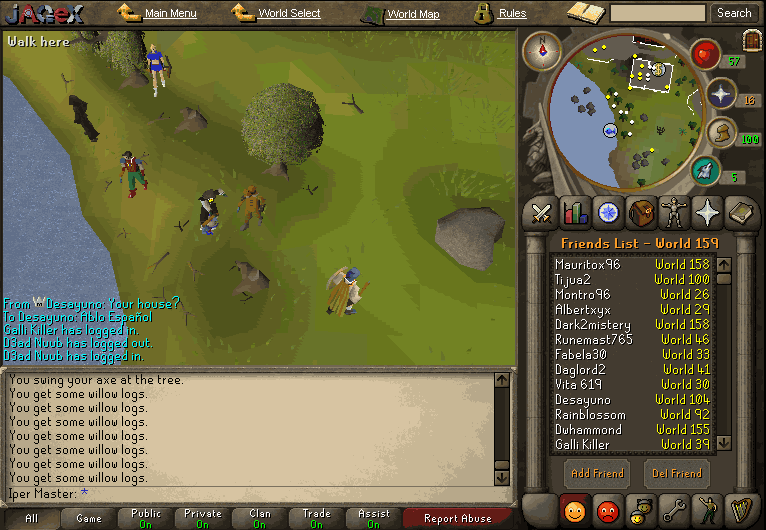 JAGeX Main Menu World Select World Map Rules Search
Walk here
57
16
100
5
Friends List - World 159
Mauritox96 World 158
Tijua2 World 100
Montro96 World 26
Albertxyx World 29
Dark2mistery World 158
Runemast765 World 46
Fabela30 World 33
Daglord2 World 41
Vita 619 World 30
Desayuno World 104
Rainblossom World 92
Dwhammond World 155
Galli Killer World 39
Add Friend Del Friend
From Desayuno: Your house?
To Desayuno: Ablo Español
Galli Killer has logged in.
D3ad Nuub has logged out.
D3ad Nuub has logged in.
You swing your axe at the tree.
You get some willow logs.
You get some willow logs.
You get some willow logs.
You get some willow logs.
You get some willow logs.
You get some willow logs.
You get some willow logs.
Iper Master: *
All Game Public Private Clan Trade Assist Report Abuse
On On On On On